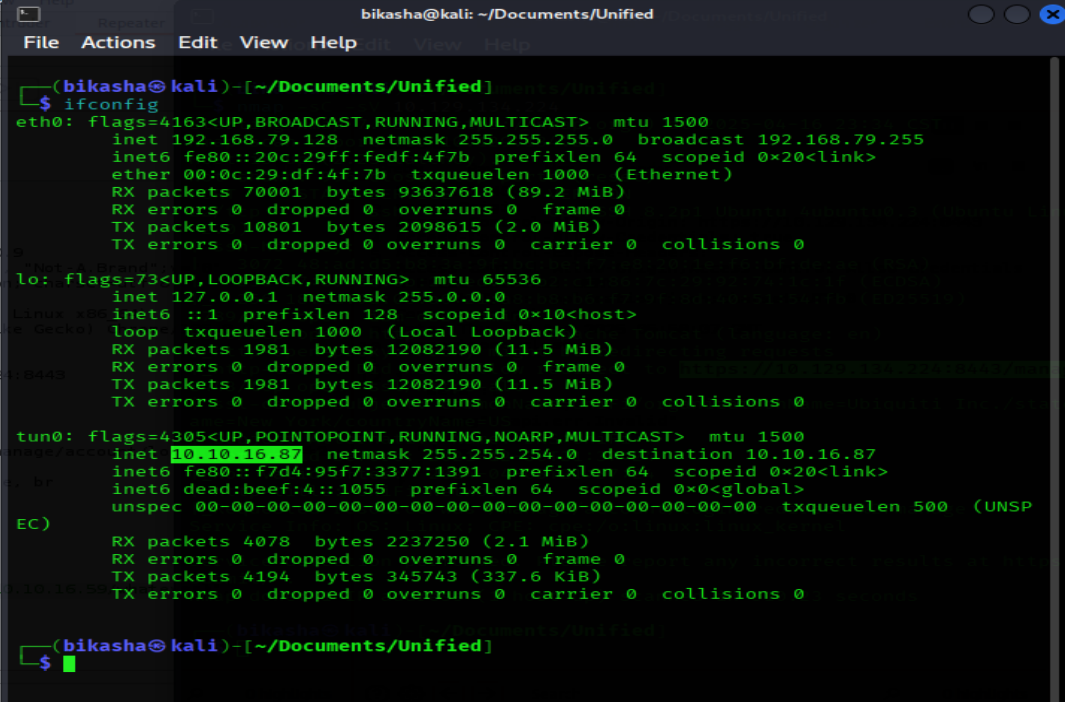 bikasha@kali: ~/Documents/Unified
File Actions Edit View Help
┌──(bikasha㉿kali)-[~/Documents/Unified]
└─$ ifconfig
eth0: flags=4163<UP,BROADCAST,RUNNING,MULTICAST>  mtu 1500
inet 192.168.79.128  netmask 255.255.255.0  broadcast 192.168.79.255
inet6 fe80::20c:29ff:fedf:4f7b  prefixlen 64  scopeid 0×20<link>
ether 00:0c:29:df:4f:7b  txqueuelen 1000  (Ethernet)
RX packets 70001  bytes 93637618 (89.2 MiB)
RX errors 0  dropped 0  overruns 0  frame 0
TX packets 10801  bytes 2098615 (2.0 MiB)
TX errors 0  dropped 0 overruns 0  carrier 0  collisions 0
lo: flags=73<UP,LOOPBACK,RUNNING>  mtu 65536
inet 127.0.0.1  netmask 255.0.0.0
inet6 ::1  prefixlen 128  scopeid 0×10<host>
loop  txqueuelen 1000  (Local Loopback)
RX packets 1981  bytes 12082190 (11.5 MiB)
RX errors 0  dropped 0  overruns 0  frame 0
TX packets 1981  bytes 12082190 (11.5 MiB)
TX errors 0  dropped 0 overruns 0  carrier 0  collisions 0
tun0: flags=4305<UP,POINTOPOINT,RUNNING,NOARP,MULTICAST>  mtu 1500
inet 10.10.16.87  netmask 255.255.254.0  destination 10.10.16.87
inet6 fe80::f7d4:95f7:3377:1391  prefixlen 64  scopeid 0×20<link>
inet6 dead:beef:4::1055  prefixlen 64  scopeid 0×0<global>
unspec 00-00-00-00-00-00-00-00-00-00-00-00-00-00-00-00  txqueuelen 500  (UNSP
EC)
RX packets 4078  bytes 2237250 (2.1 MiB)
RX errors 0  dropped 0  overruns 0  frame 0
TX packets 4194  bytes 345743 (337.6 KiB)
TX errors 0  dropped 0 overruns 0  carrier 0  collisions 0
┌──(bikasha㉿kali)-[~/Documents/Unified]
└─$